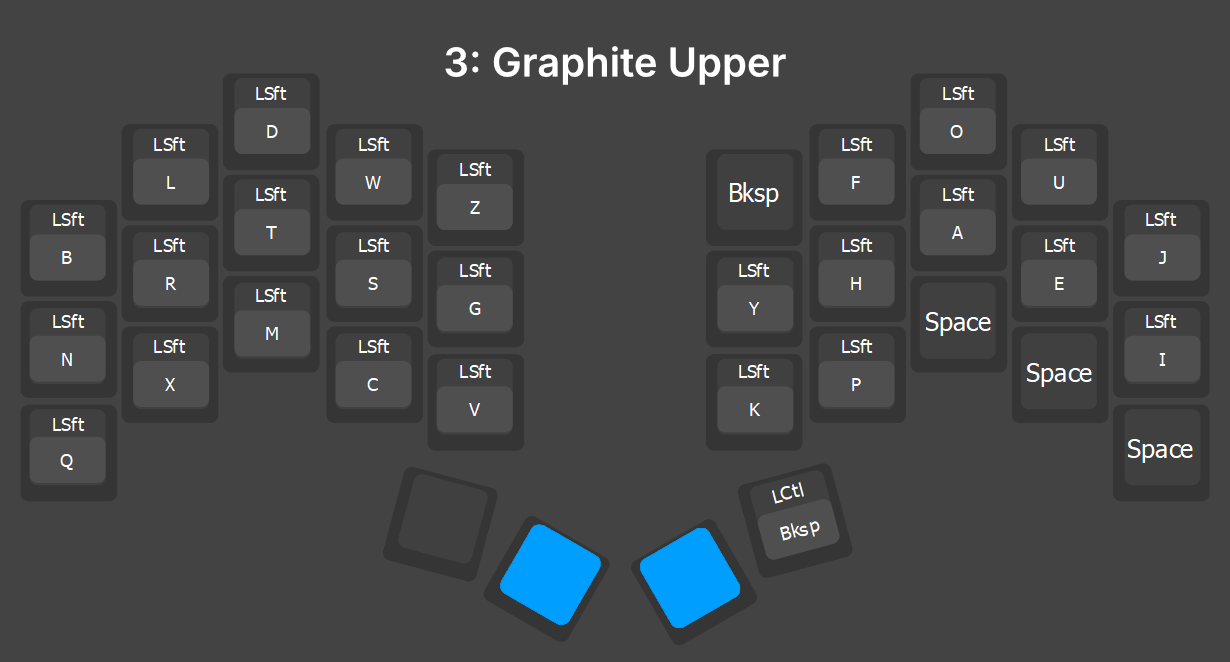 3: Graphite Upper
LSft
D
LSft
O
LSft
L
LSft
W
LSft
F
LSft
U
LSft
Z
Bksp
LSft
B
LSft
T
LSft
A
LSft
J
LSft
R
LSft
S
LSft
H
LSft
E
LSft
G
LSft
Y
LSft
N
LSft
M
Space
LSft
I
LSft
X
LSft
C
LSft
P
Space
LSft
V
LSft
K
LSft
Q
Space
LCtl
Bksp